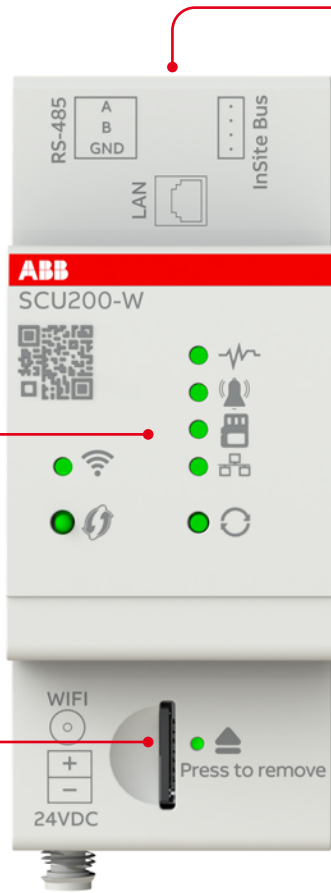 RS-485
A
B
GND
InSite Bus
LAN
ABB
SCU200-W
WIFI
+
−
24VDC
Press to remove